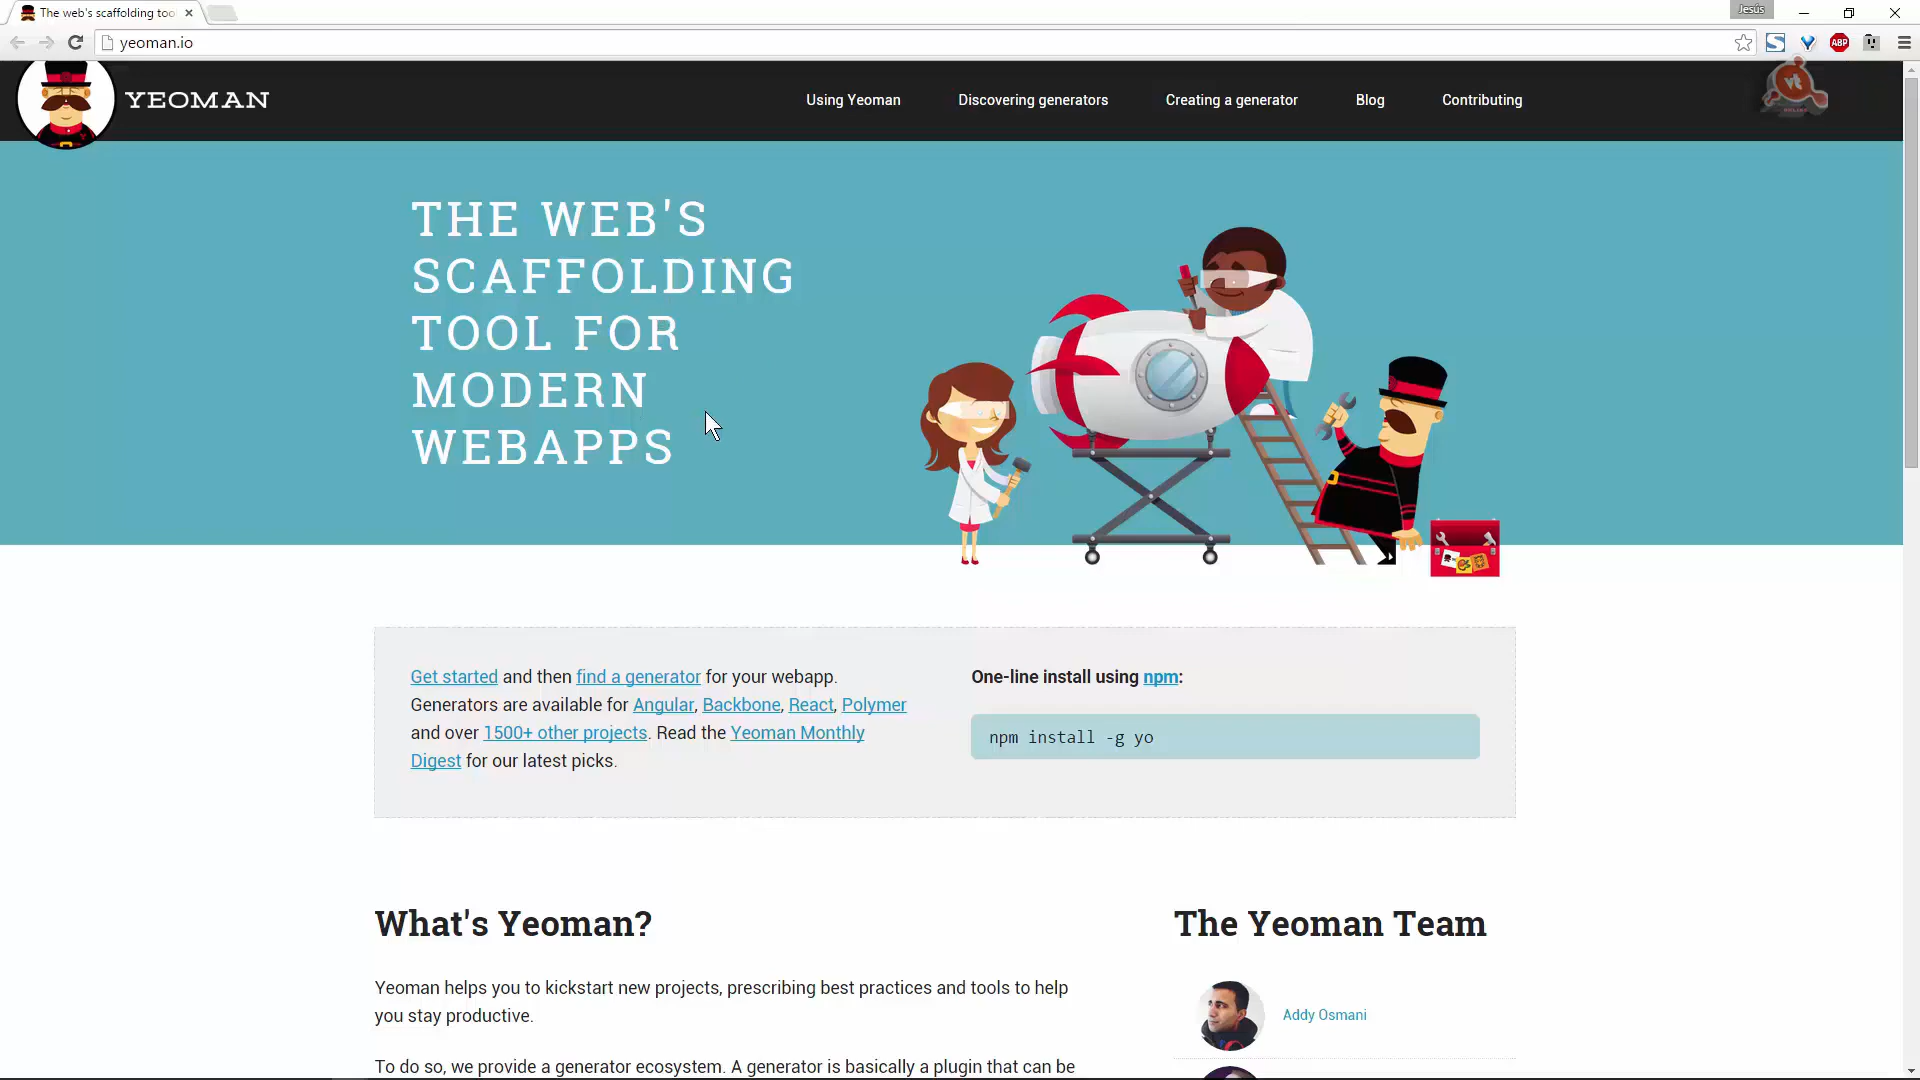 The web's scaffolding too
Jesús
yeoman.io
ABP
YEOMAN
Using Yeoman
Discovering generators
Creating a generator
Blog
Contributing
THE WEB'S
SCAFFOLDING
TOOL FOR
MODERN
WEBAPPS
Get started and then find a generator for your webapp.
Generators are available for Angular, Backbone, React, Polymer
and over 1500+ other projects. Read the Yeoman Monthly
Digest for our latest picks.
One-line install using npm:
npm install -g yo
What's Yeoman?
Yeoman helps you to kickstart new projects, prescribing best practices and tools to help
you stay productive.
To do so, we provide a generator ecosystem. A generator is basically a plugin that can be
The Yeoman Team
Addy Osmani